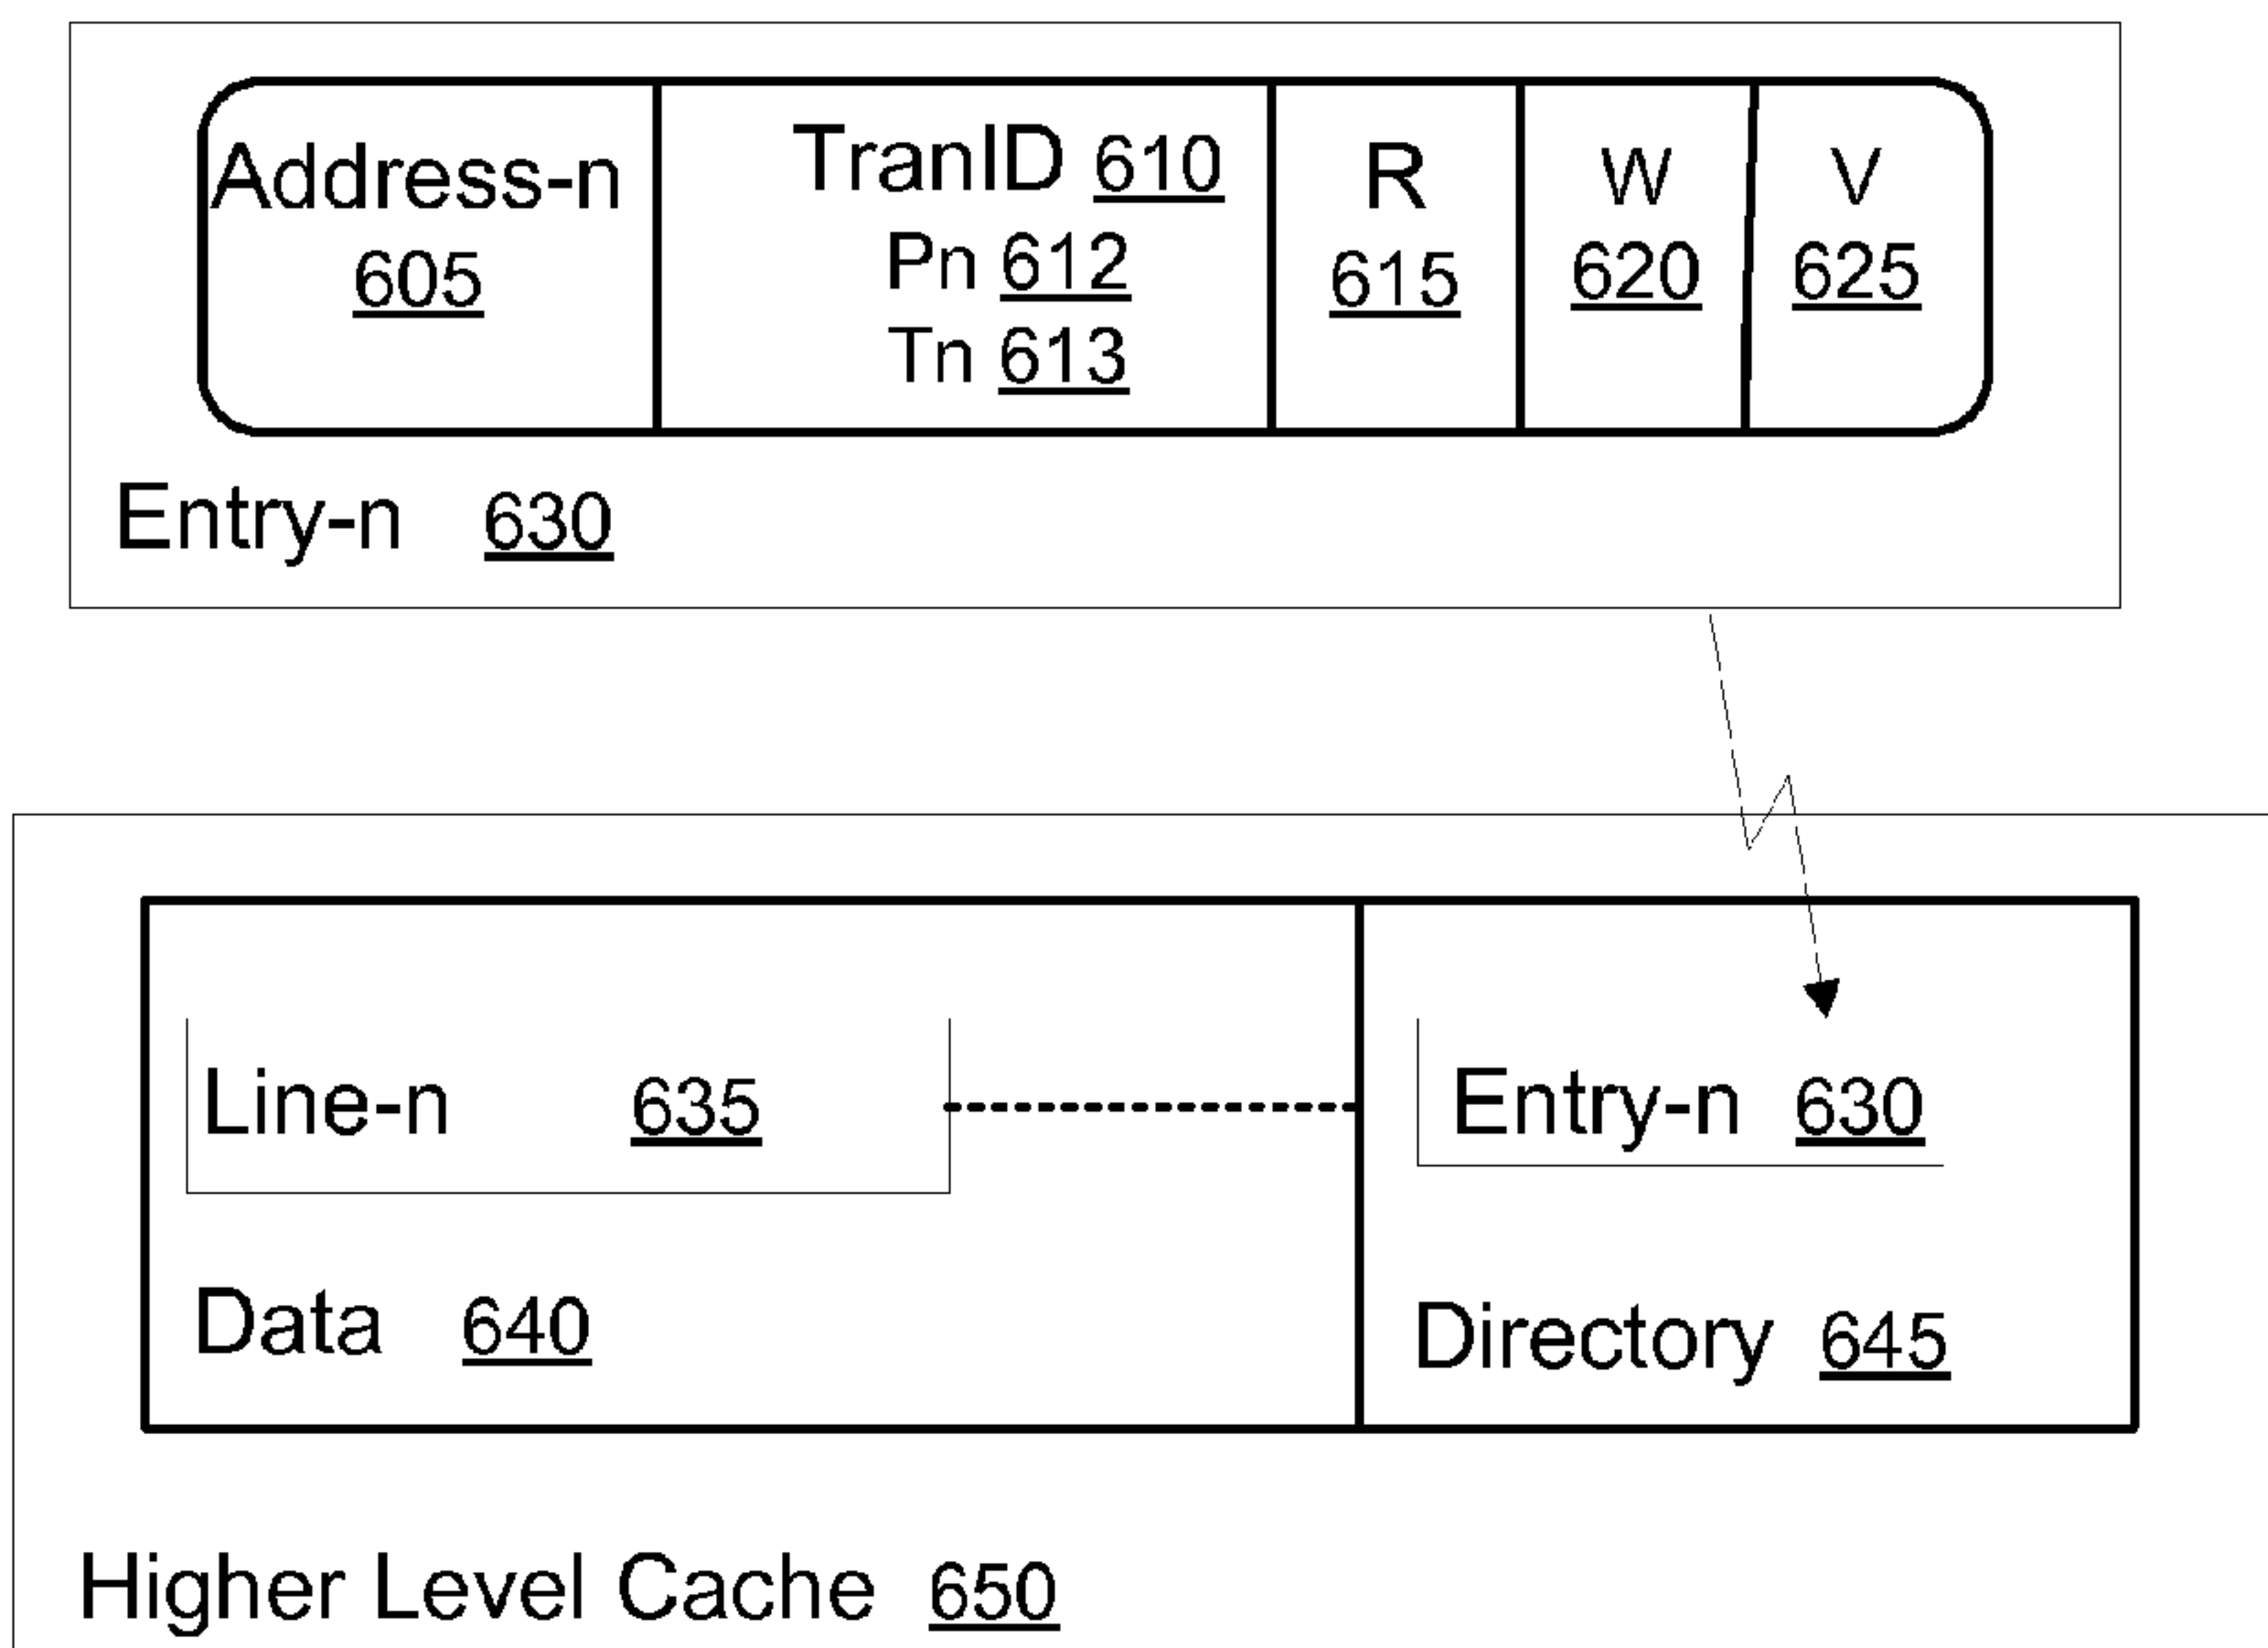 Address-n
605
TranID 610
Pn 612
Tn 613
R
615
W
620
V
625
Entry-n 630
Line-n 635
Entry-n 630
Data 640
Directory 645
Higher Level Cache 650